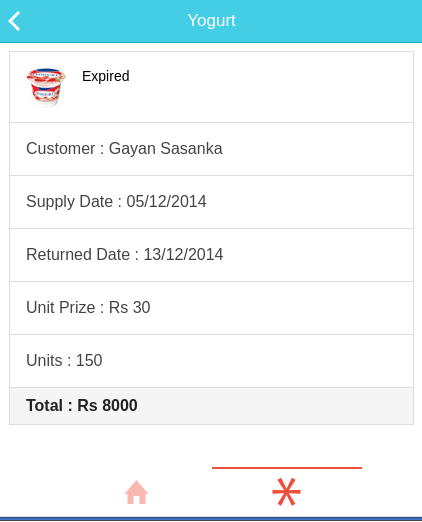 Yogurt
Expired
Customer : Gayan Sasanka
Supply Date : 05/12/2014
Returned Date : 13/12/2014
Unit Prize : Rs 30
Units : 150
Total : Rs 8000